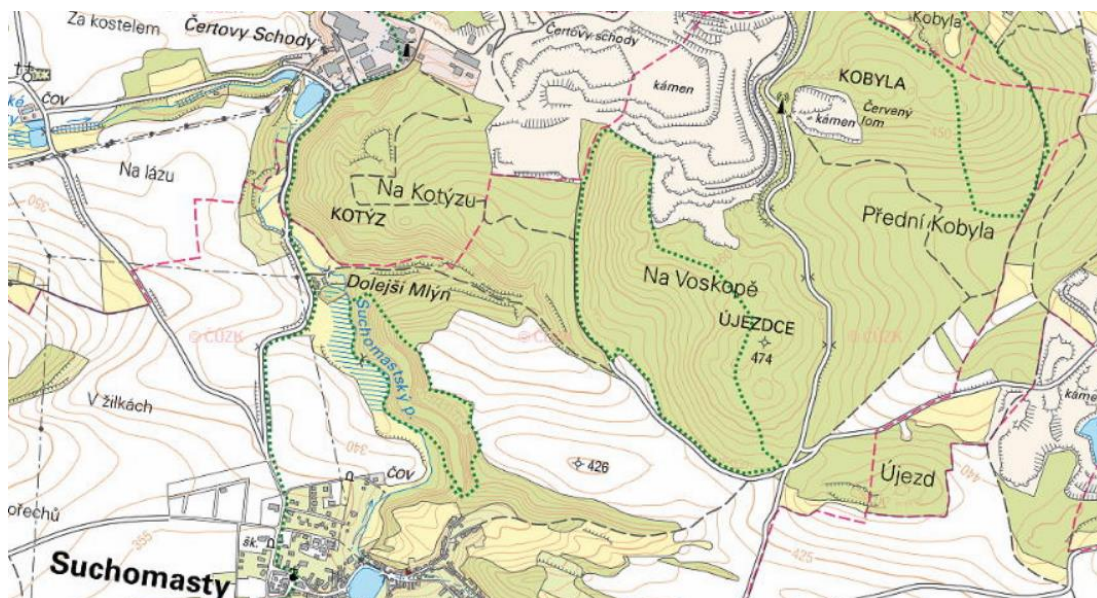 Za kostelem
Čertovy Schody
Čertovy schody
Kobyla
KOBYLA
kámen
ČOV
Červený
lom
kámen
450
Na lázu
Na Kotýzu
350
KOTÝZ
Přední Kobyla
480
Na Voskopě
Dolejší Mlýn
ÚJEZDCE
© ČÚZK
© ČÚZK
© ČÚZK
474
Suchomastský p.
V žilkách
340
ČOV
426
Újezd
440
ořechů
355
šk.
425
Suchomasty